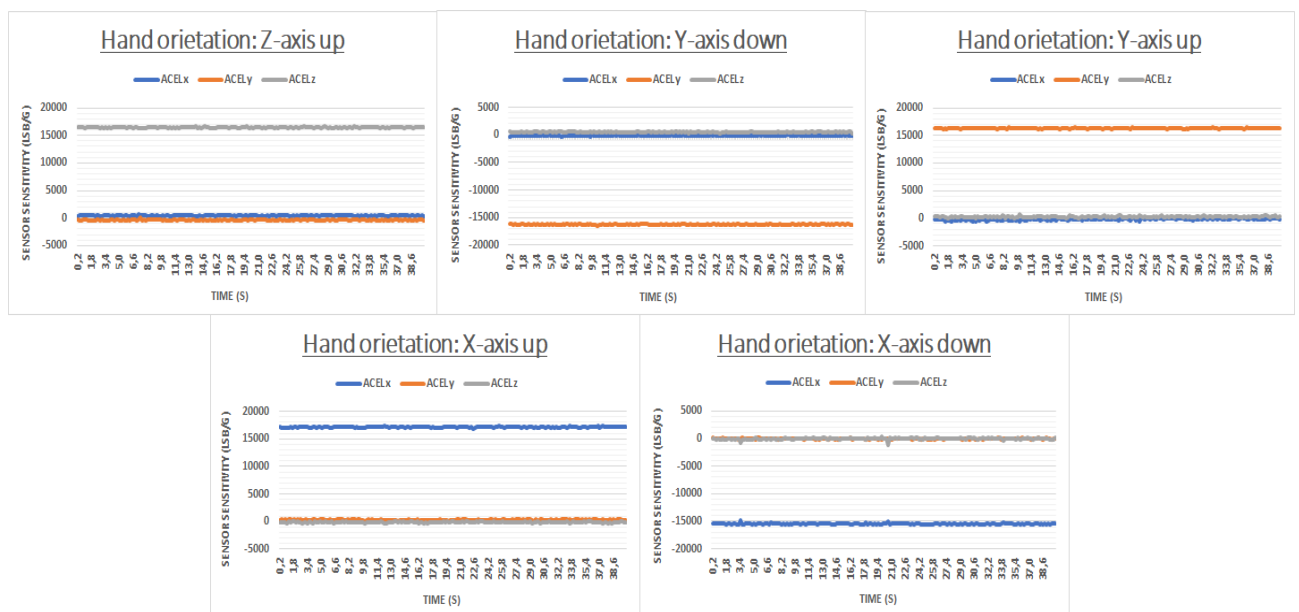 Hand orietation: Z-axis up
ACELx ACELy ACELz
SENSOR SENSITIVITY (LSB/G)
20000
15000
10000
5000
0
-5000
0,2 1,8 3,4 5,0 6,6 8,2 9,8 11,4 13,0 14,6 16,2 17,8 19,4 21,0 22,6 24,2 25,8 27,4 29,0 30,6 32,2 33,8 35,4 37,0 38,6
TIME (S)
Hand orietation: Y-axis down
ACELx ACELy ACELz
SENSOR SENSITIVITY (LSB/G)
5000
0
-5000
-10000
-15000
-20000
0,2 1,8 3,4 5,0 6,6 8,2 9,8 11,4 13,0 14,6 16,2 17,8 19,4 21,0 22,6 24,2 25,8 27,4 29,0 30,6 32,2 33,8 35,4 37,0 38,6
TIME (S)
Hand orietation: Y-axis up
ACELx ACELy ACELz
SENSOR SENSITIVITY (LSB/G)
20000
15000
10000
5000
0
-5000
0,2 1,8 3,4 5,0 6,6 8,2 9,8 11,4 13,0 14,6 16,2 17,8 19,4 21,0 22,6 24,2 25,8 27,4 29,0 30,6 32,2 33,8 35,4 37,0 38,6
TIME (S)
Hand orietation: X-axis up
ACELx ACELy ACELz
SENSOR SENSITIVITY (LSB/G)
20000
15000
10000
5000
0
-5000
0,2 1,8 3,4 5,0 6,6 8,2 9,8 11,4 13,0 14,6 16,2 17,8 19,4 21,0 22,6 24,2 25,8 27,4 29,0 30,6 32,2 33,8 35,4 37,0 38,6
TIME (S)
Hand orietation: X-axis down
ACELx ACELy ACELz
SENSOR SENSITIVITY (LSB/G)
5000
0
-5000
-10000
-15000
-20000
0,2 1,8 3,4 5,0 6,6 8,2 9,8 11,4 13,0 14,6 16,2 17,8 19,4 21,0 22,6 24,2 25,8 27,4 29,0 30,6 32,2 33,8 35,4 37,0 38,6
TIME (S)